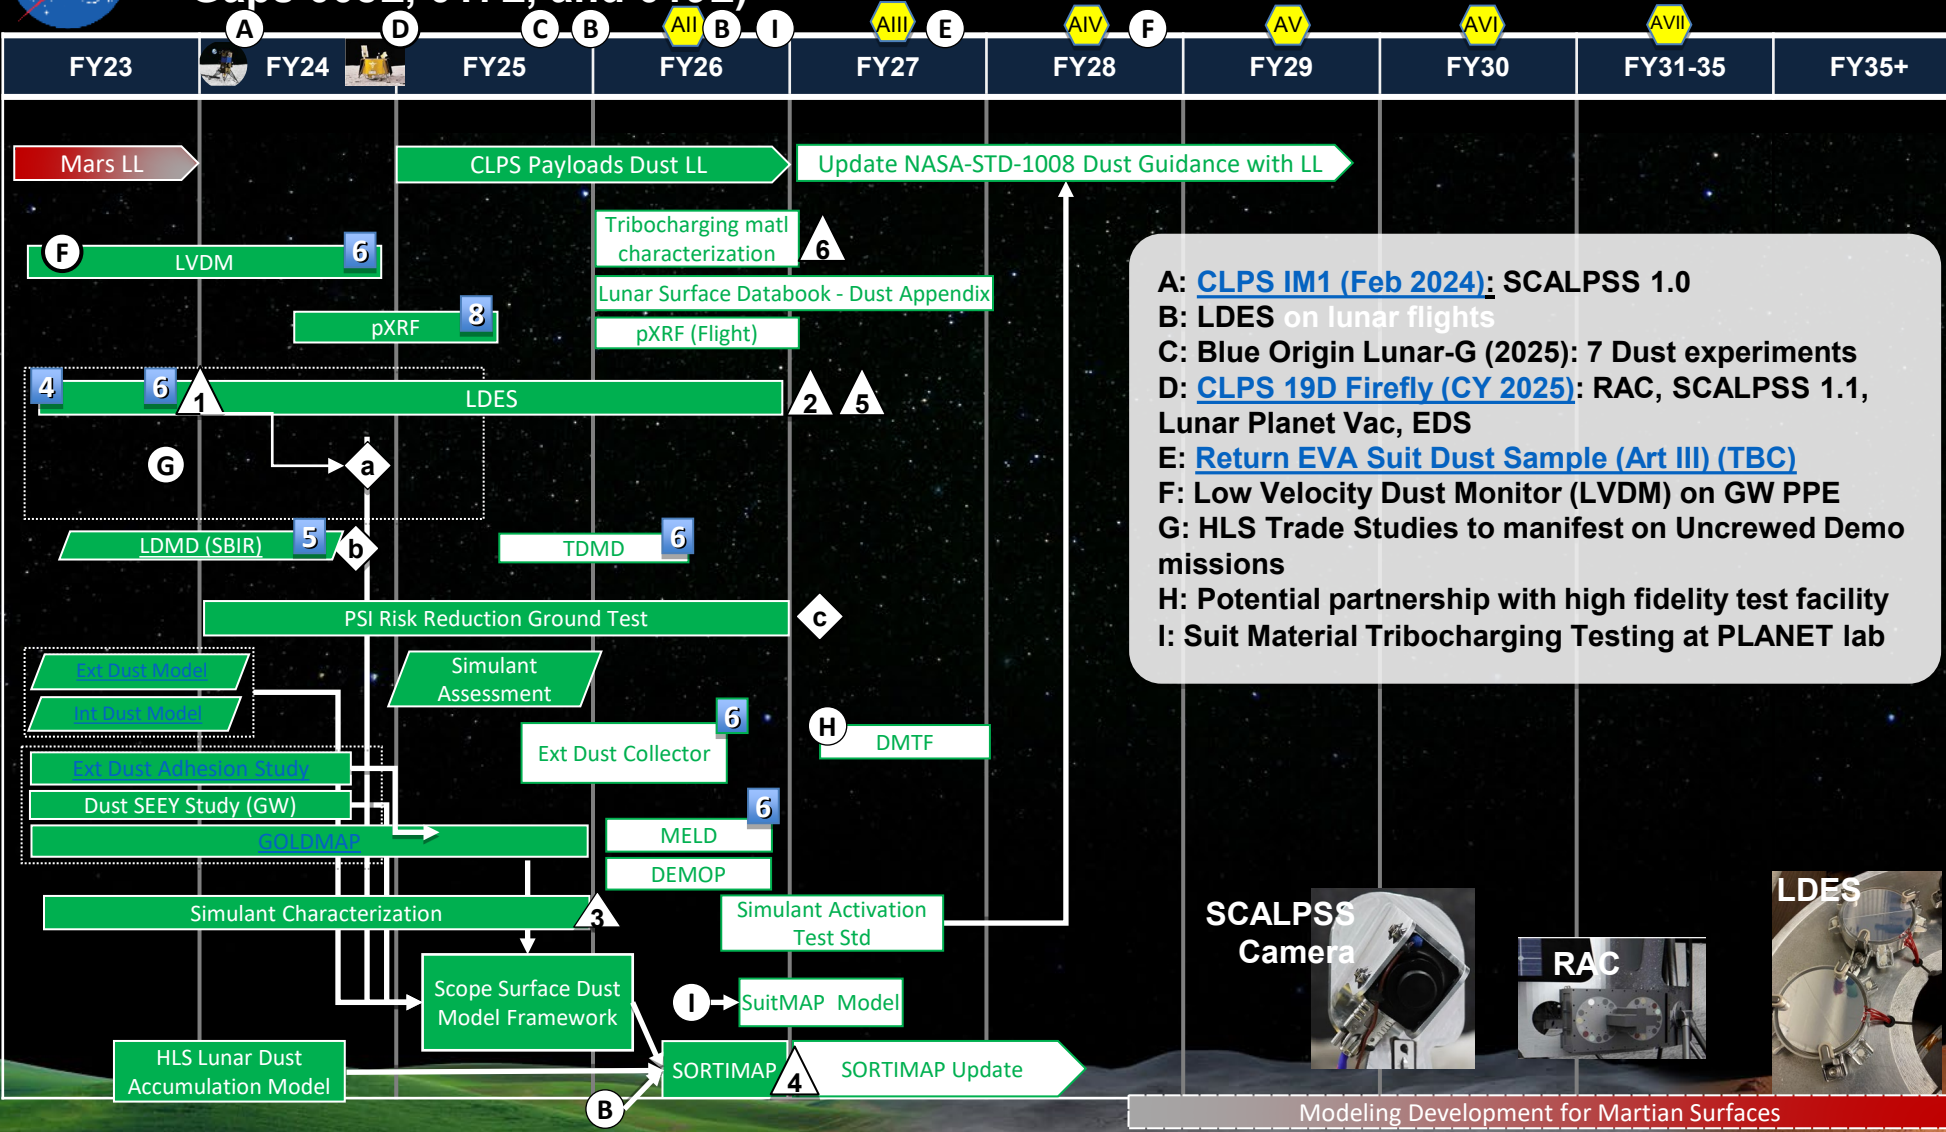 A
D
C
B
AII
B
I
AIII
E
AIV
F
AV
AVI
AVII
FY23
FY24
FY25
FY26
FY27
FY28
FY29
FY30
FY31-35
FY35+
Mars LL
CLPS Payloads Dust LL
Update NASA-STD-1008 Dust Guidance with LL
Tribocharging matl
characterization
6
F
LVDM
6
Lunar Surface Databook - Dust Appendix
pXRF
8
pXRF (Flight)
4
6
1
LDES
2
5
G
a
LDMD (SBIR)
5
b
TDMD
6
PSI Risk Reduction Ground Test
c
Ext Dust Model
Int Dust Model
Simulant
Assessment
Ext Dust Collector
6
H
DMTF
Ext Dust Adhesion Study
Dust SEEY Study (GW)
GOLDMAP
MELD
6
DEMOP
Simulant Characterization
3
Simulant Activation
Test Std
Scope Surface Dust
Model Framework
I
SuitMAP Model
HLS Lunar Dust
Accumulation Model
SORTIMAP
4
SORTIMAP Update
B
A: CLPS IM1 (Feb 2024): SCALPSS 1.0
B: LDES on lunar flights
C: Blue Origin Lunar-G (2025): 7 Dust experiments
D: CLPS 19D Firefly (CY 2025): RAC, SCALPSS 1.1,
Lunar Planet Vac, EDS
E: Return EVA Suit Dust Sample (Art III) (TBC)
F: Low Velocity Dust Monitor (LVDM) on GW PPE
G: HLS Trade Studies to manifest on Uncrewed Demo
missions
H: Potential partnership with high fidelity test facility
I: Suit Material Tribocharging Testing at PLANET lab
SCALPSS
Camera
RAC
LDES
Modeling Development for Martian Surfaces